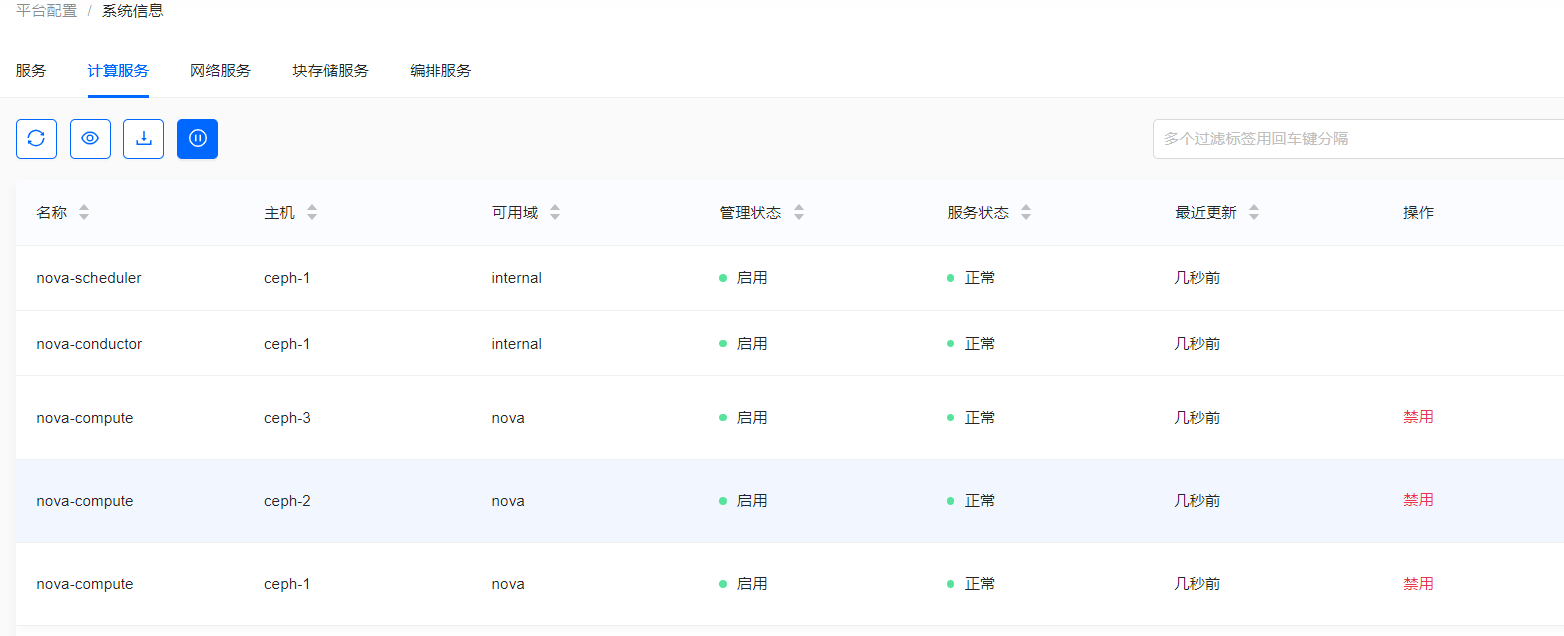 平台配置 / 系统信息
服务 计算服务 网络服务 块存储服务 编排服务
多个过滤标签用回车键分隔
名称 主机 可用域 管理状态 服务状态 最近更新 操作
nova-scheduler ceph-1 internal 启用 正常 几秒前
nova-conductor ceph-1 internal 启用 正常 几秒前
nova-compute ceph-3 nova 启用 正常 几秒前 禁用
nova-compute ceph-2 nova 启用 正常 几秒前 禁用
nova-compute ceph-1 nova 启用 正常 几秒前 禁用